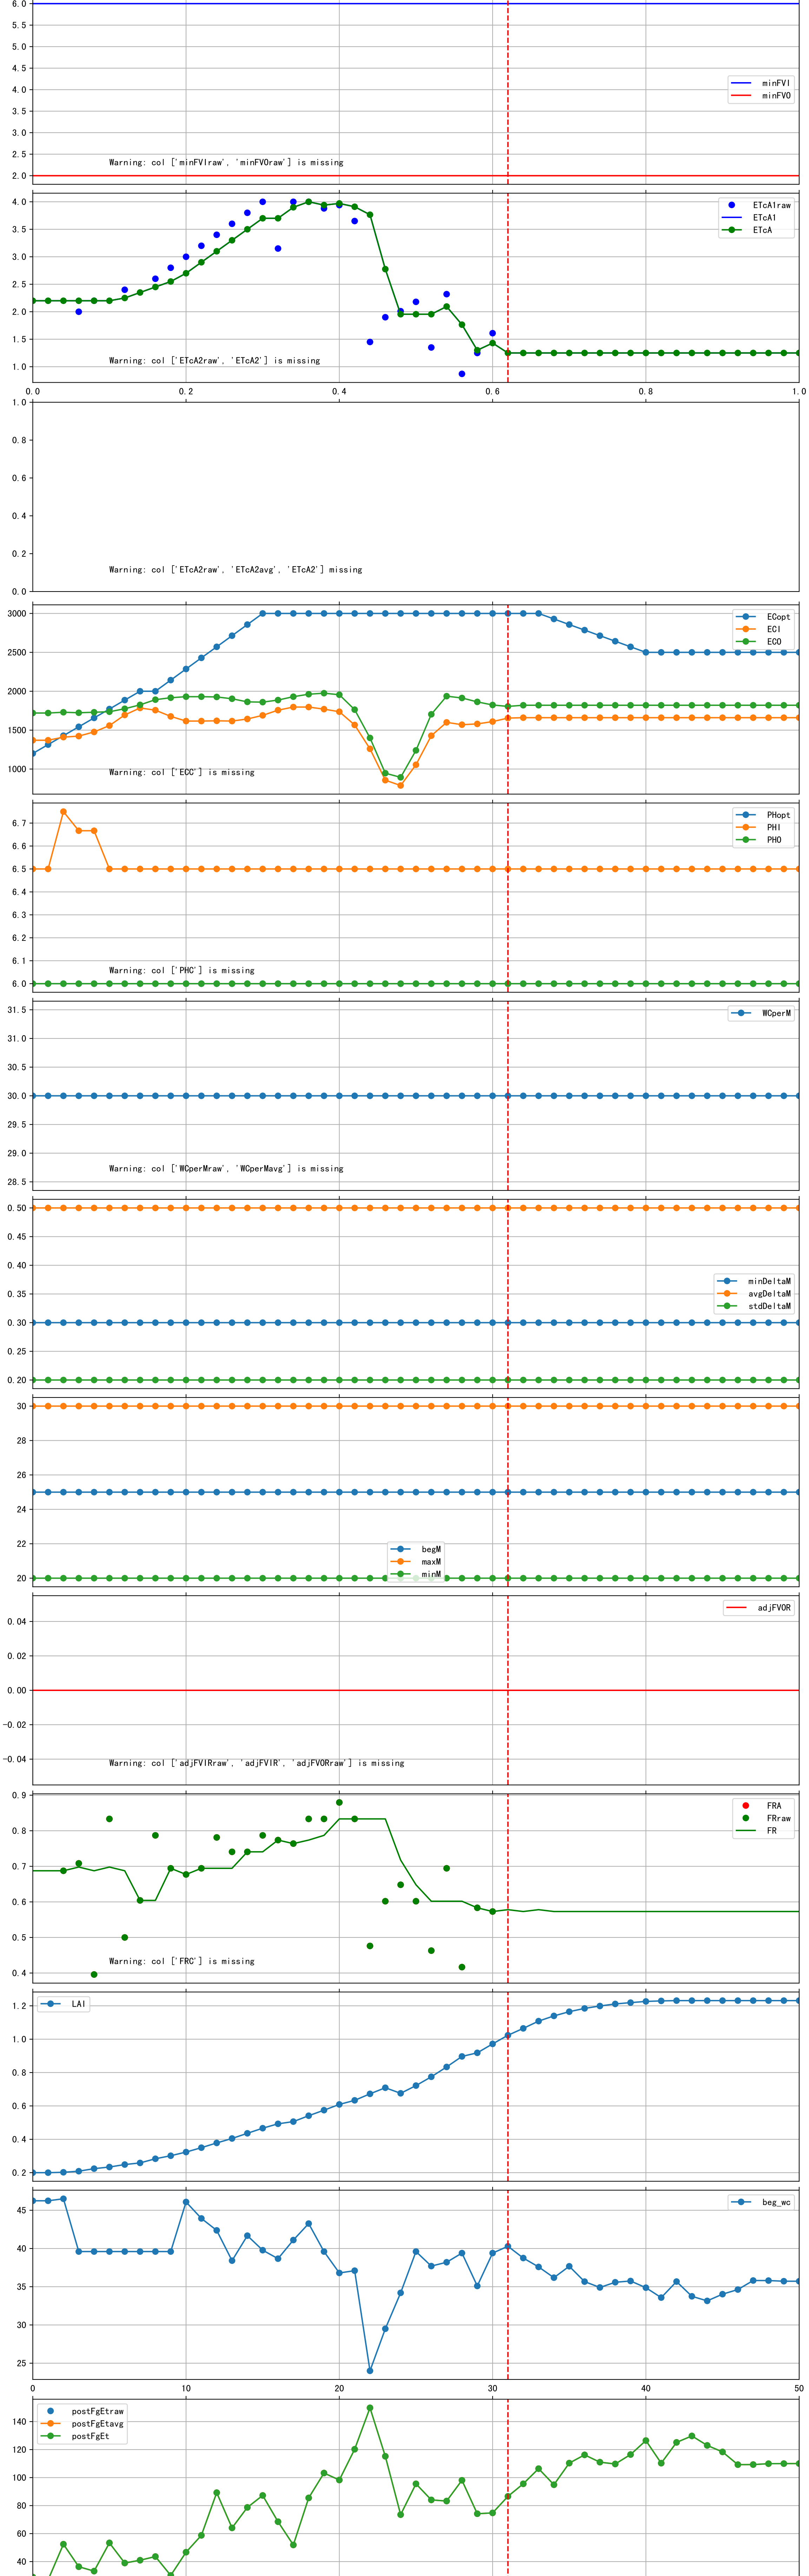 6.0
5.5
5.0
4.5
4.0
3.5
3.0
2.5
2.0
minFVI
minFVO
Warning: col ['minFVIraw', 'minFVOraw'] is missing
4.0
3.5
3.0
2.5
2.0
1.5
1.0
ETcA1raw
ETcA1
ETcA
Warning: col ['ETcA2raw', 'ETcA2'] is missing
0.0 0.2 0.4 0.6 0.8 1.0
1.0
0.8
0.6
0.4
0.2
0.0
Warning: col ['ETcA2raw', 'ETcA2avg', 'ETcA2'] missing
3000
2500
2000
1500
1000
ECopt
ECI
ECO
Warning: col ['ECC'] is missing
6.7
6.6
6.5
6.4
6.3
6.2
6.1
6.0
PHopt
PHI
PHO
Warning: col ['PHC'] is missing
31.5
31.0
30.5
30.0
29.5
29.0
28.5
WCperM
Warning: col ['WCperMraw', 'WCperMavg'] is missing
0.50
0.45
0.40
0.35
0.30
0.25
0.20
minDeltaM
avgDeltaM
stdDeltaM
30
28
26
24
22
20
begM
maxM
minM
0.04
0.02
0.00
−0.02
−0.04
adjFVOR
Warning: col ['adjFVIRraw', 'adjFVIR', 'adjFVORraw'] is missing
0.9
0.8
0.7
0.6
0.5
0.4
FRA
FRraw
FR
Warning: col ['FRC'] is missing
1.2
1.0
0.8
0.6
0.4
0.2
LAI
45
40
35
30
25
beg_wc
0 10 20 30 40 50
140
120
100
80
60
40
postFgEtraw
postFgEtavg
postFgEt